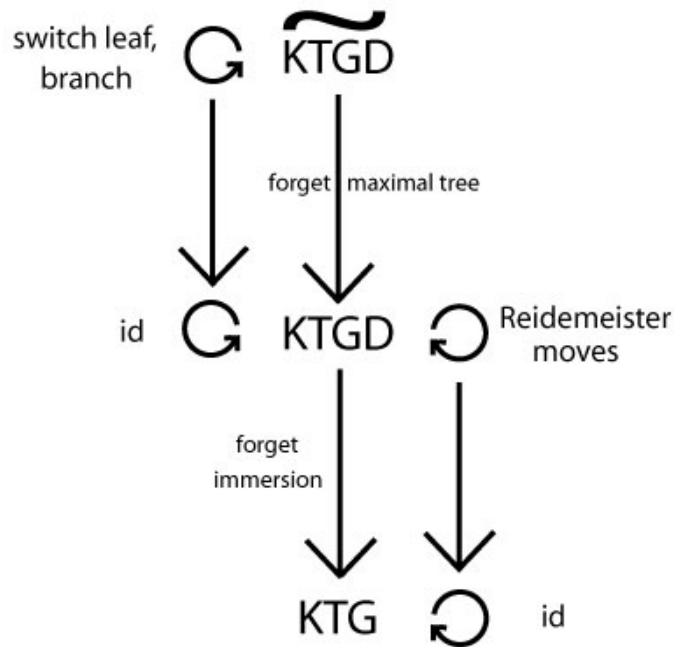 switch leaf,
branch
KTGD
forget maximal tree
id
KTGD
Reidemeister
moves
forget
immersion
KTG
id